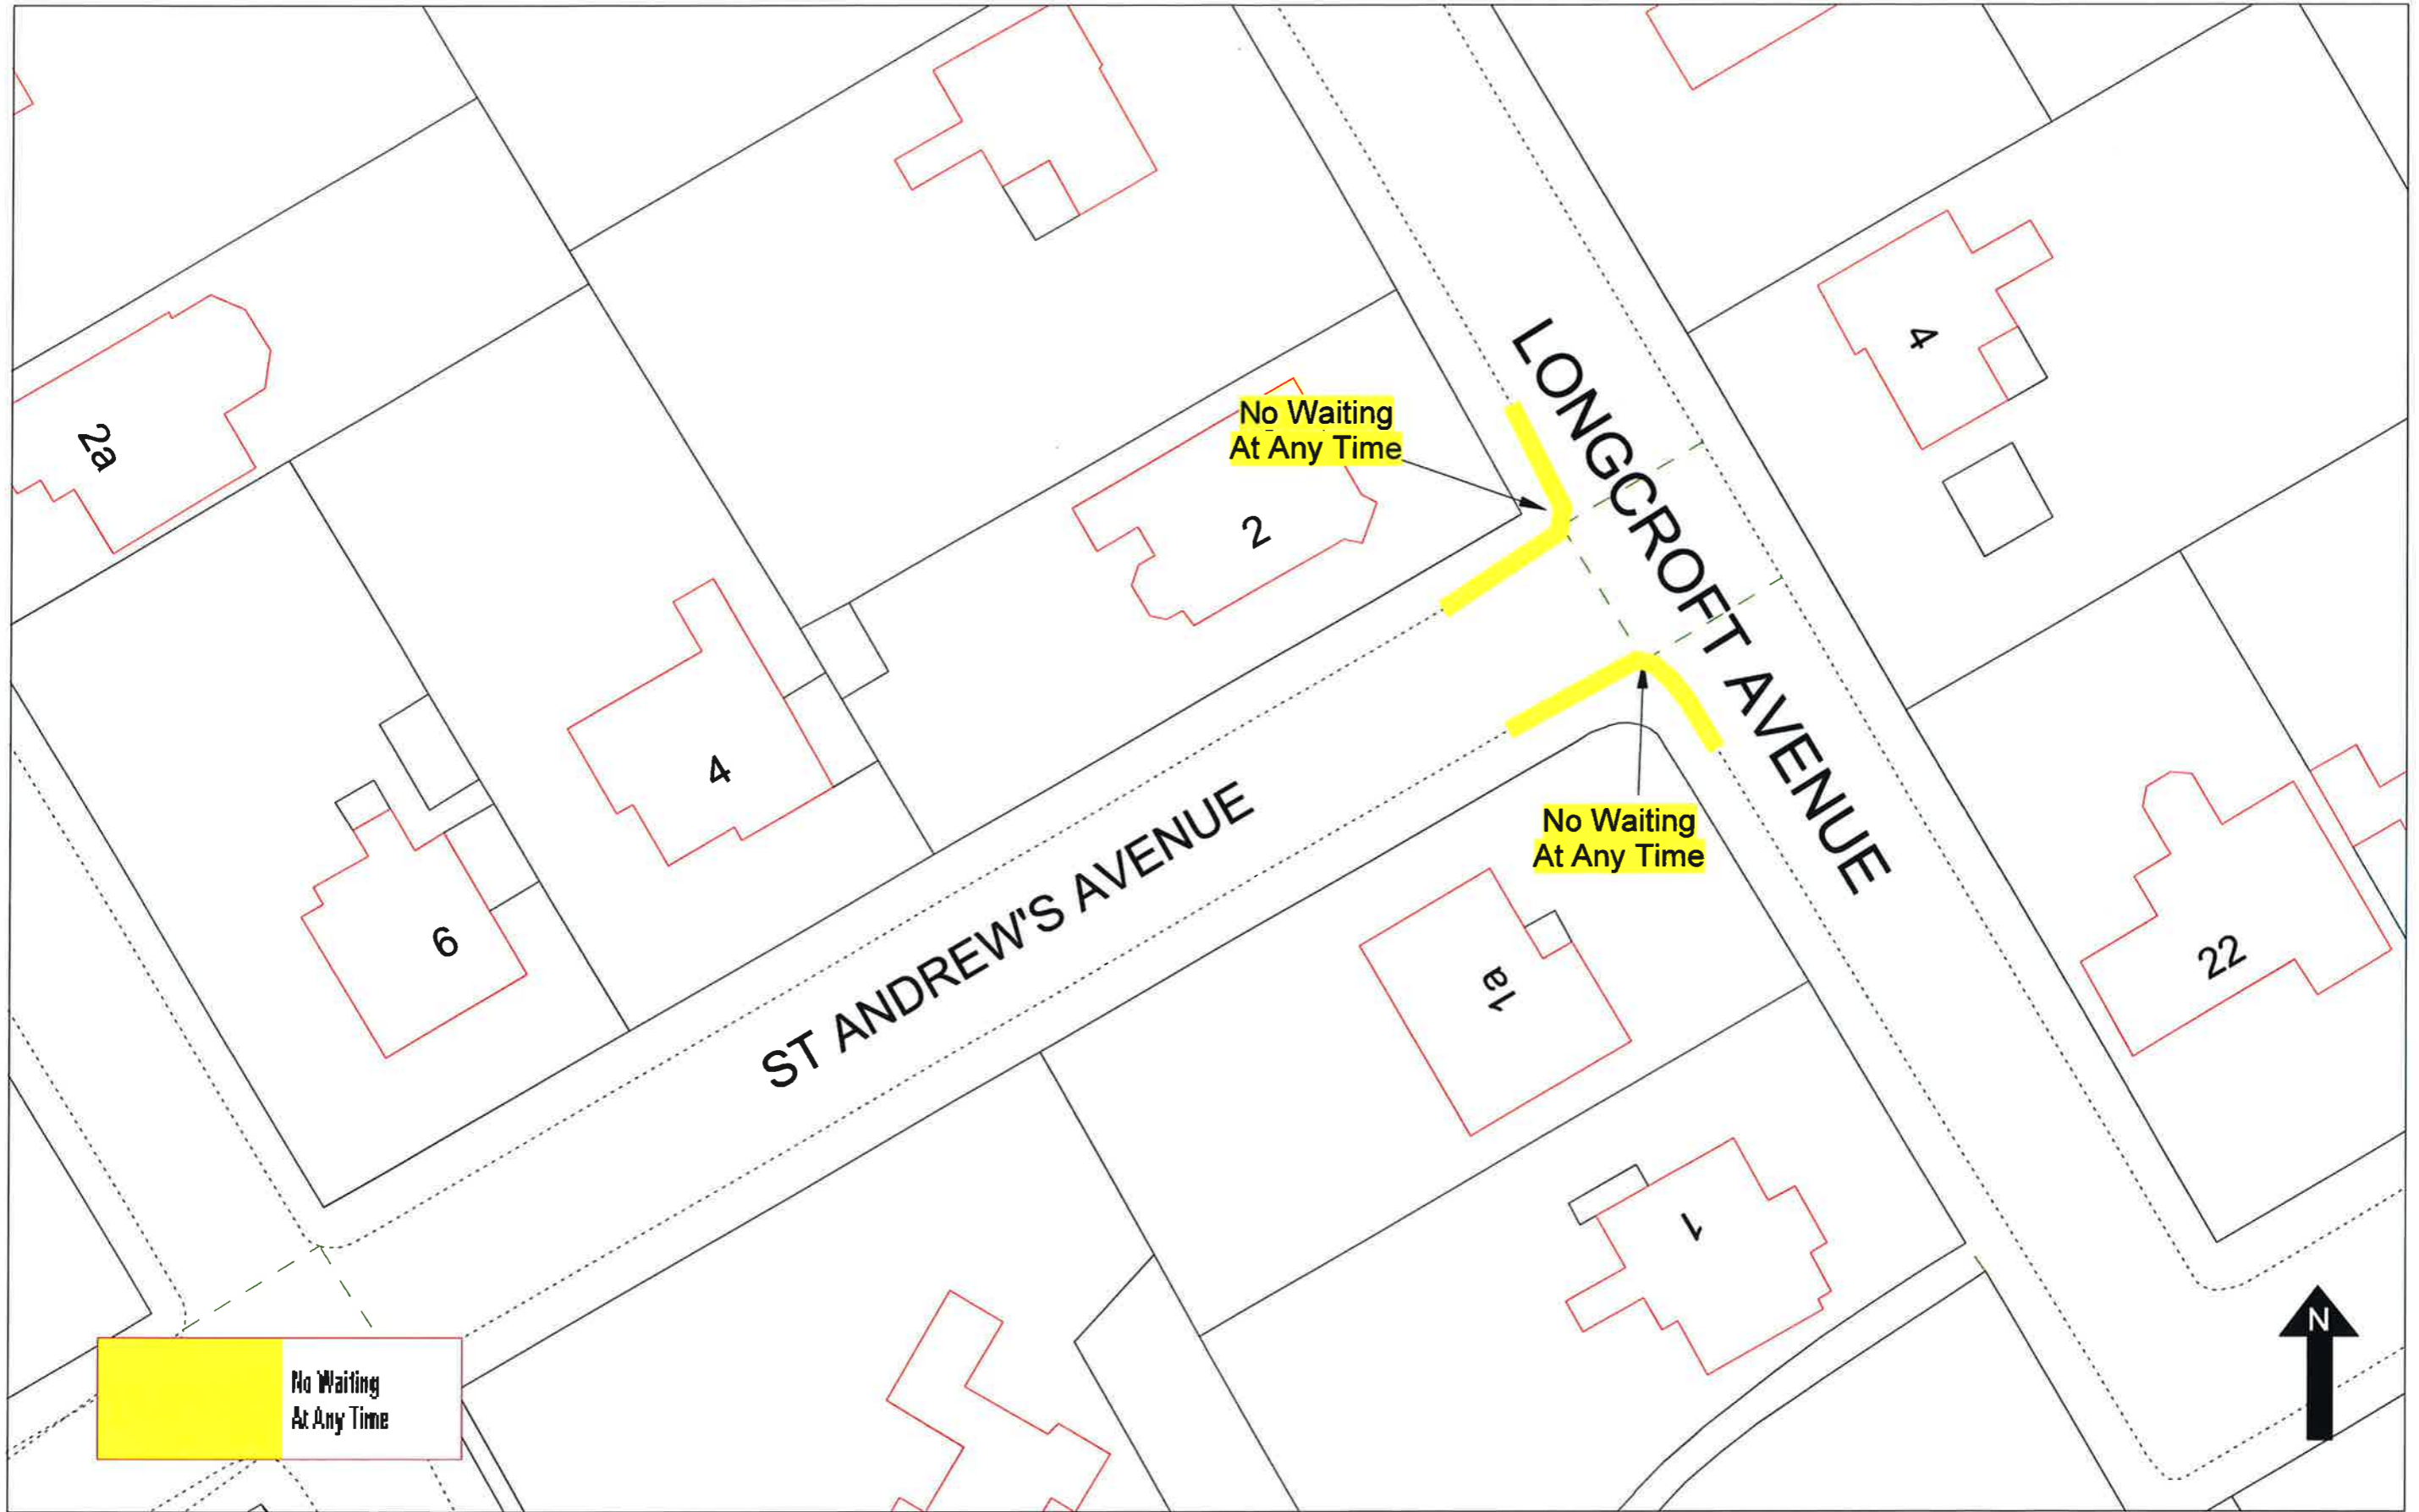 LONGCROFT AVENUE
4
2a
No Waiting
At Any Time
2
4
6
ST ANDREW'S AVENUE
No Waiting
At Any Time
1a
22
1
N
No Waiting
At Any Time